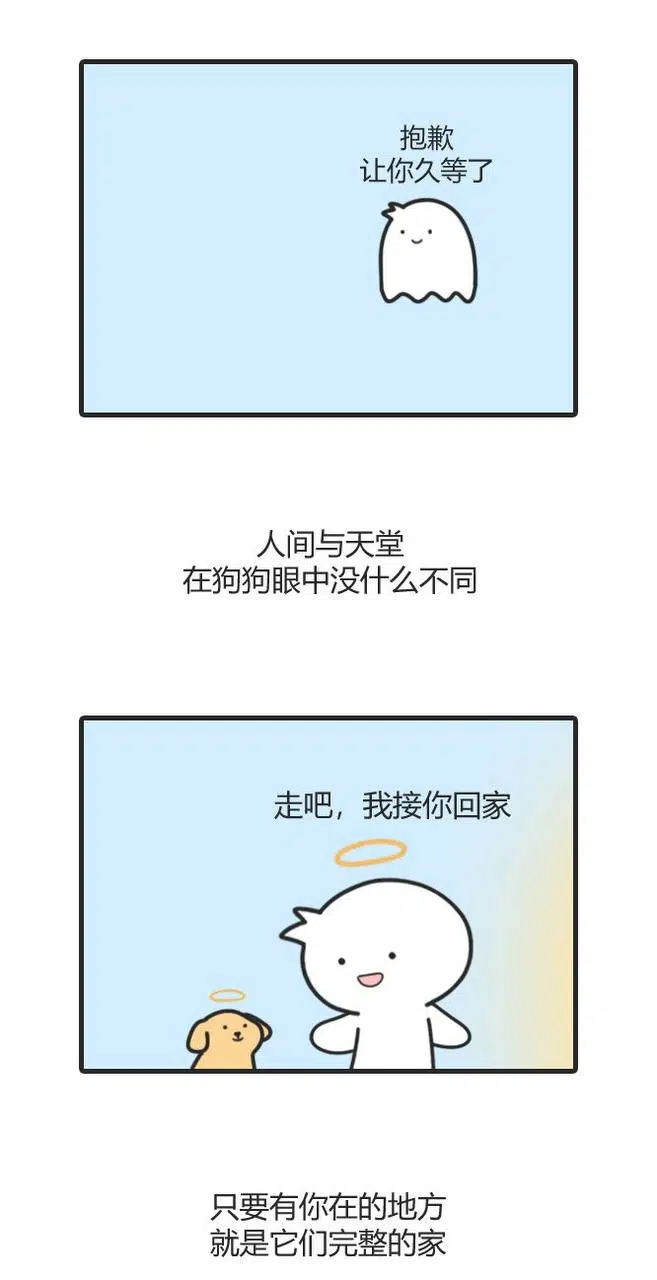 抱歉
让你久等了
人间与天堂
在狗狗眼中没什么不同
走吧，我接你回家
只要有你在的地方
就是它们完整的家